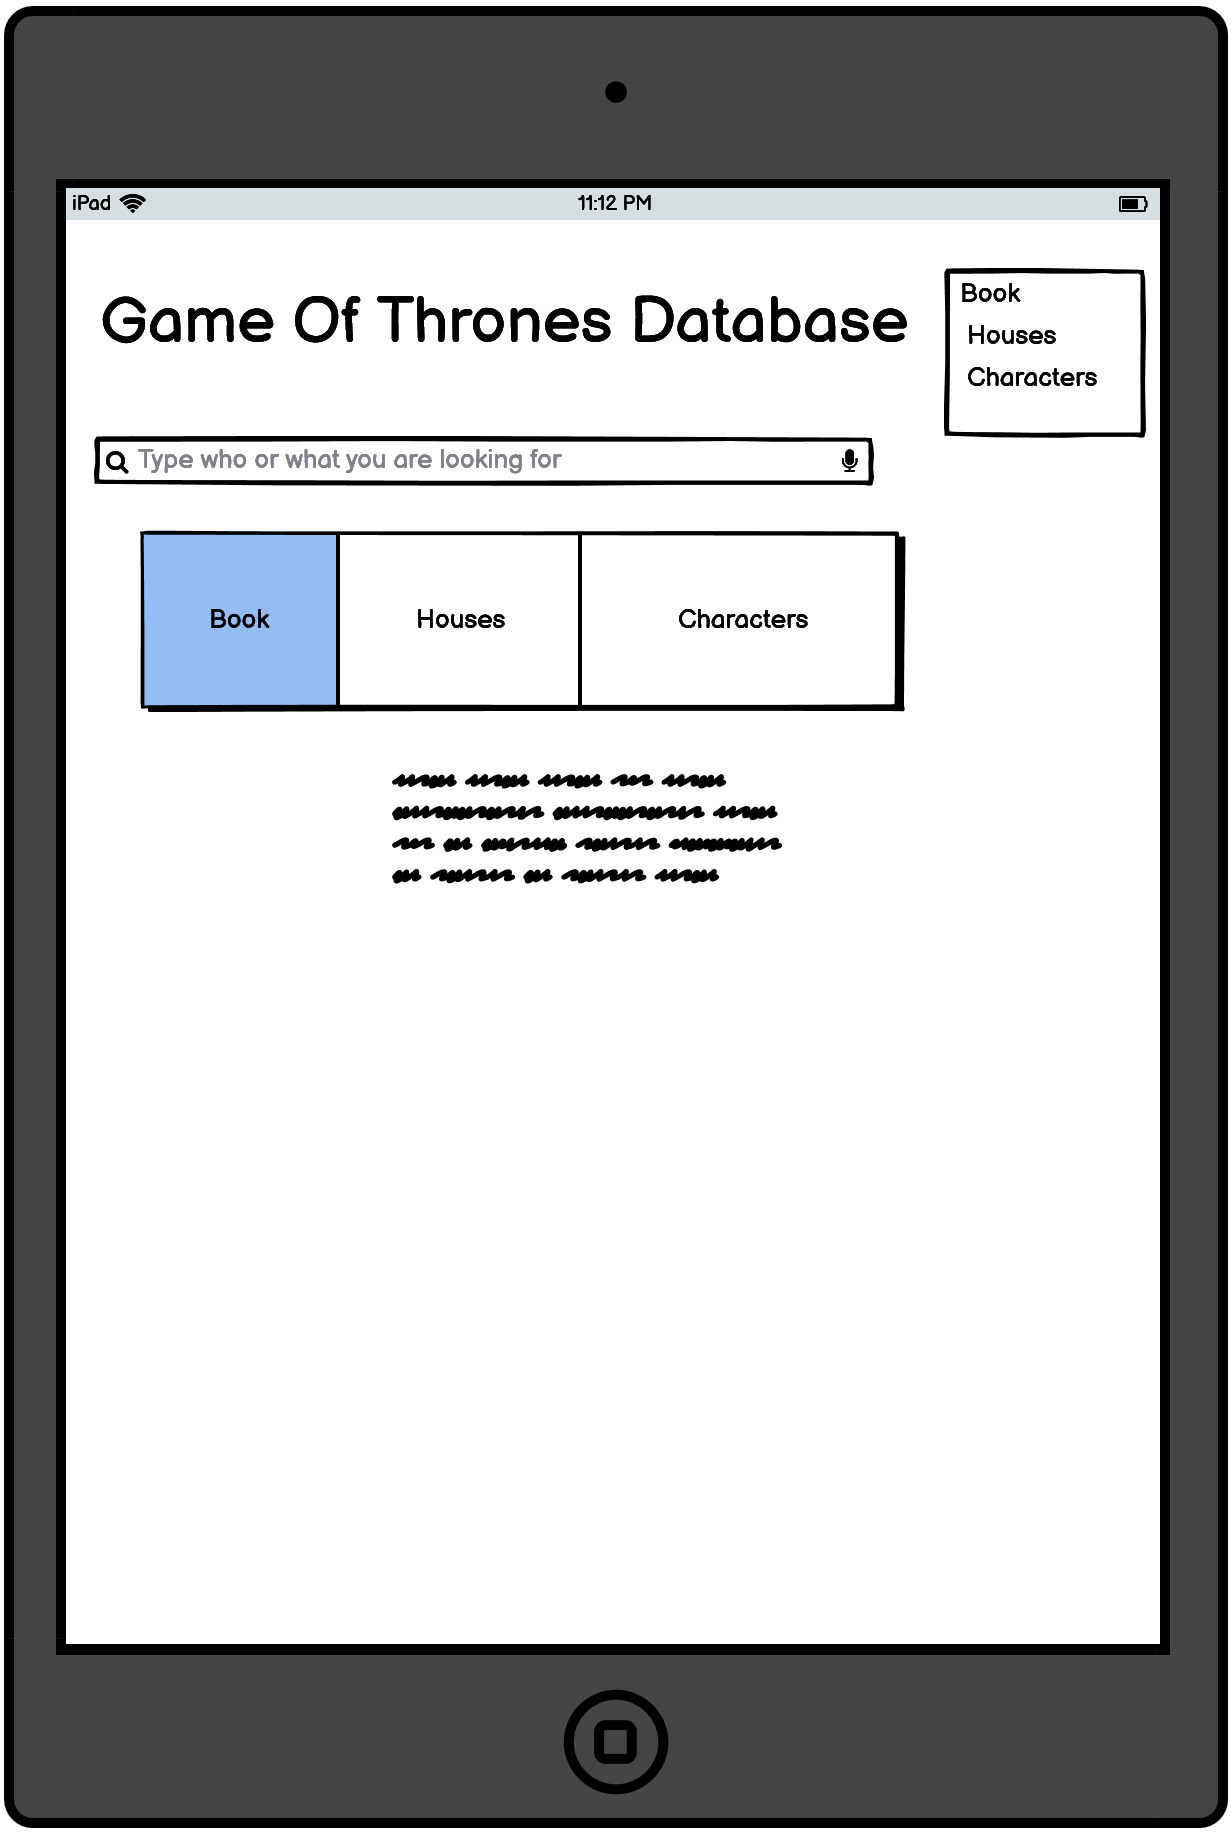 iPad
11:12 PM
Game Of Thrones Database
Book
Houses
Characters
Type who or what you are looking for
Book
Houses
Characters